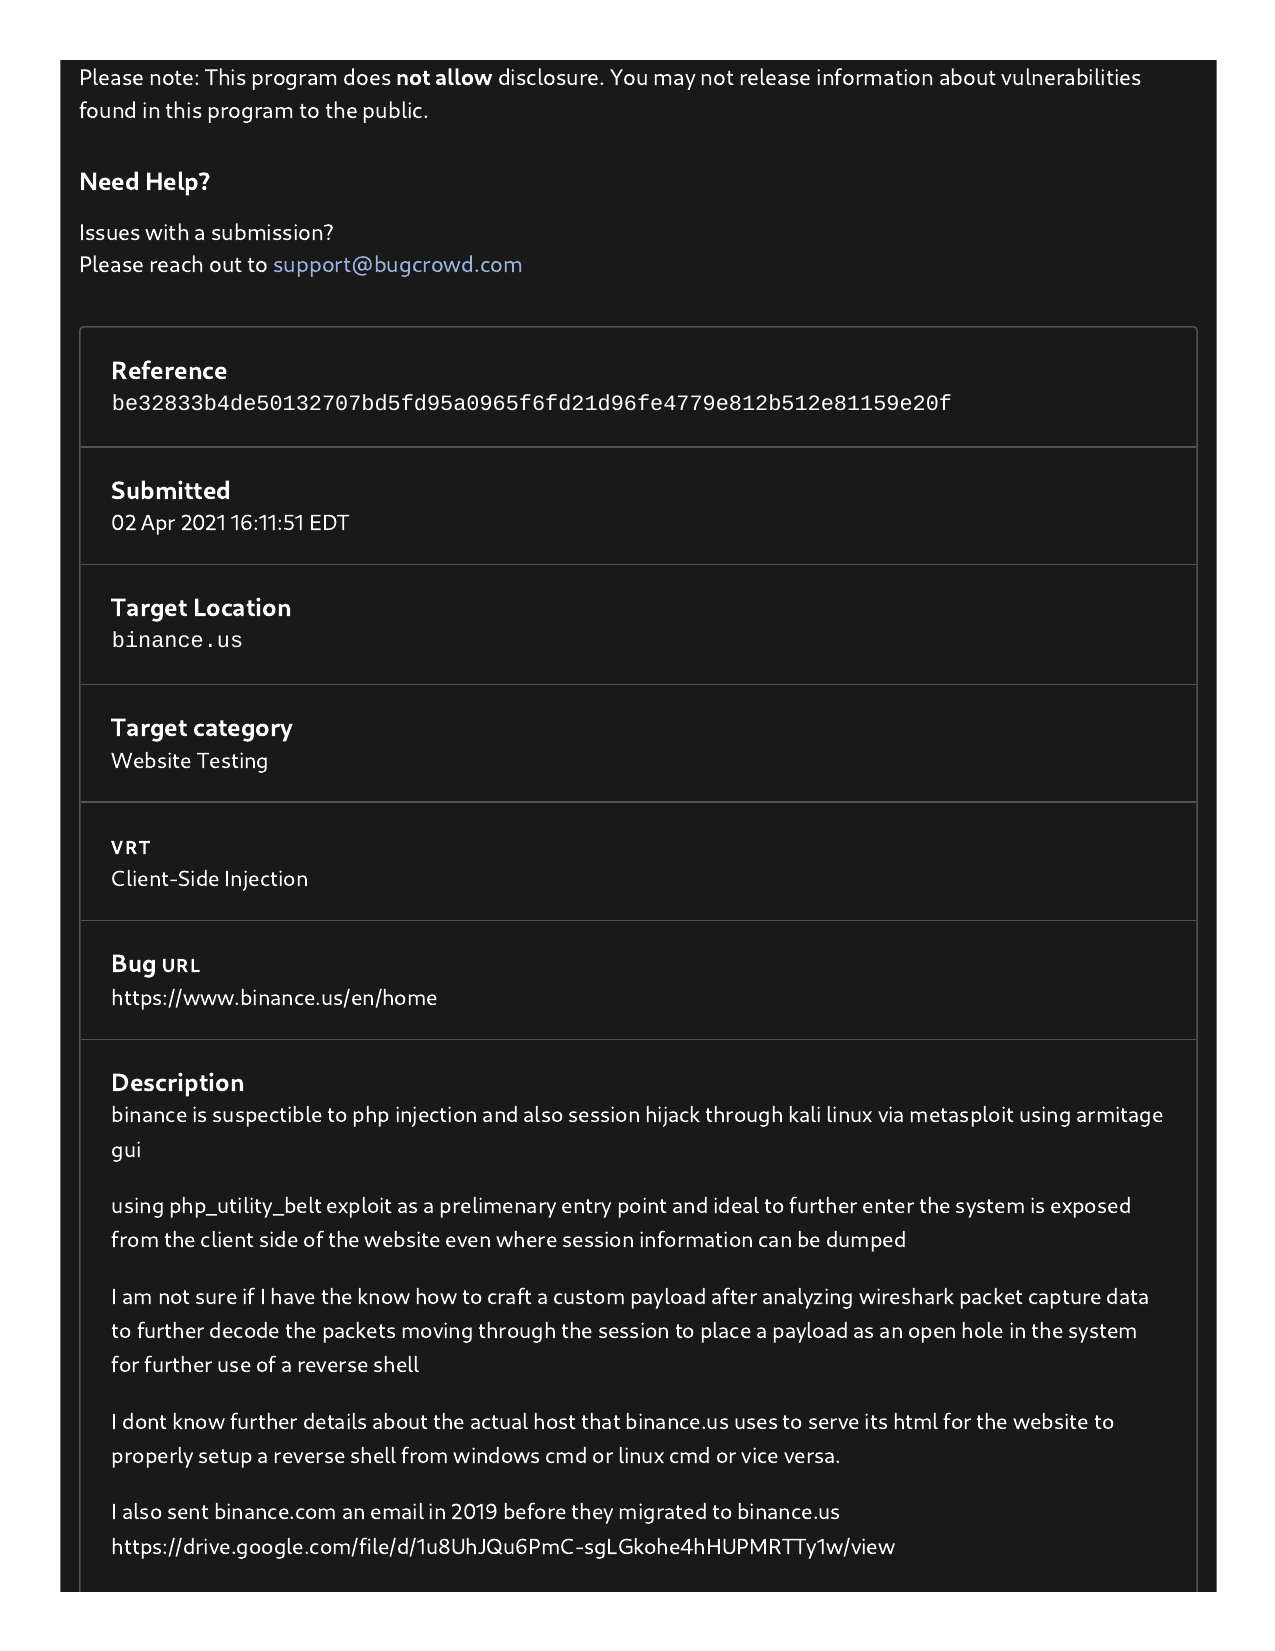 Please note: This program does not allow disclosure. You may not release information about vulnerabilities
found in this program to the public.
Need Help?
Issues with a submission?
Please reach out to support@bugcrowd.com
Reference
be32833b4de50132707bd5fd95a0965f6fd21d96fe4779e812b512e81159e20f
Submitted
02 Apr 2021 16:11:51 EDT
Target Location
binance.us
Target category
Website Testing
VRT
Client-Side Injection
Bug URL
https://www.binance.us/en/home
Description
binance is suspectible to php injection and also session hijack through kali linux via metasploit using armitage
gui
using php_utility_belt exploit as a prelimenary entry point and ideal to further enter the system is exposed
from the client side of the website even where session information can be dumped
I am not sure if I have the know how to craft a custom payload after analyzing wireshark packet capture data
to further decode the packets moving through the session to place a payload as an open hole in the system
for further use of a reverse shell
I dont know further details about the actual host that binance.us uses to serve its html for the website to
properly setup a reverse shell from windows cmd or linux cmd or vice versa.
I also sent binance.com an email in 2019 before they migrated to binance.us
https://drive.google.com/file/d/1u8UhJQu6PmC-sgLGkohe4hHUPMRTTy1w/view